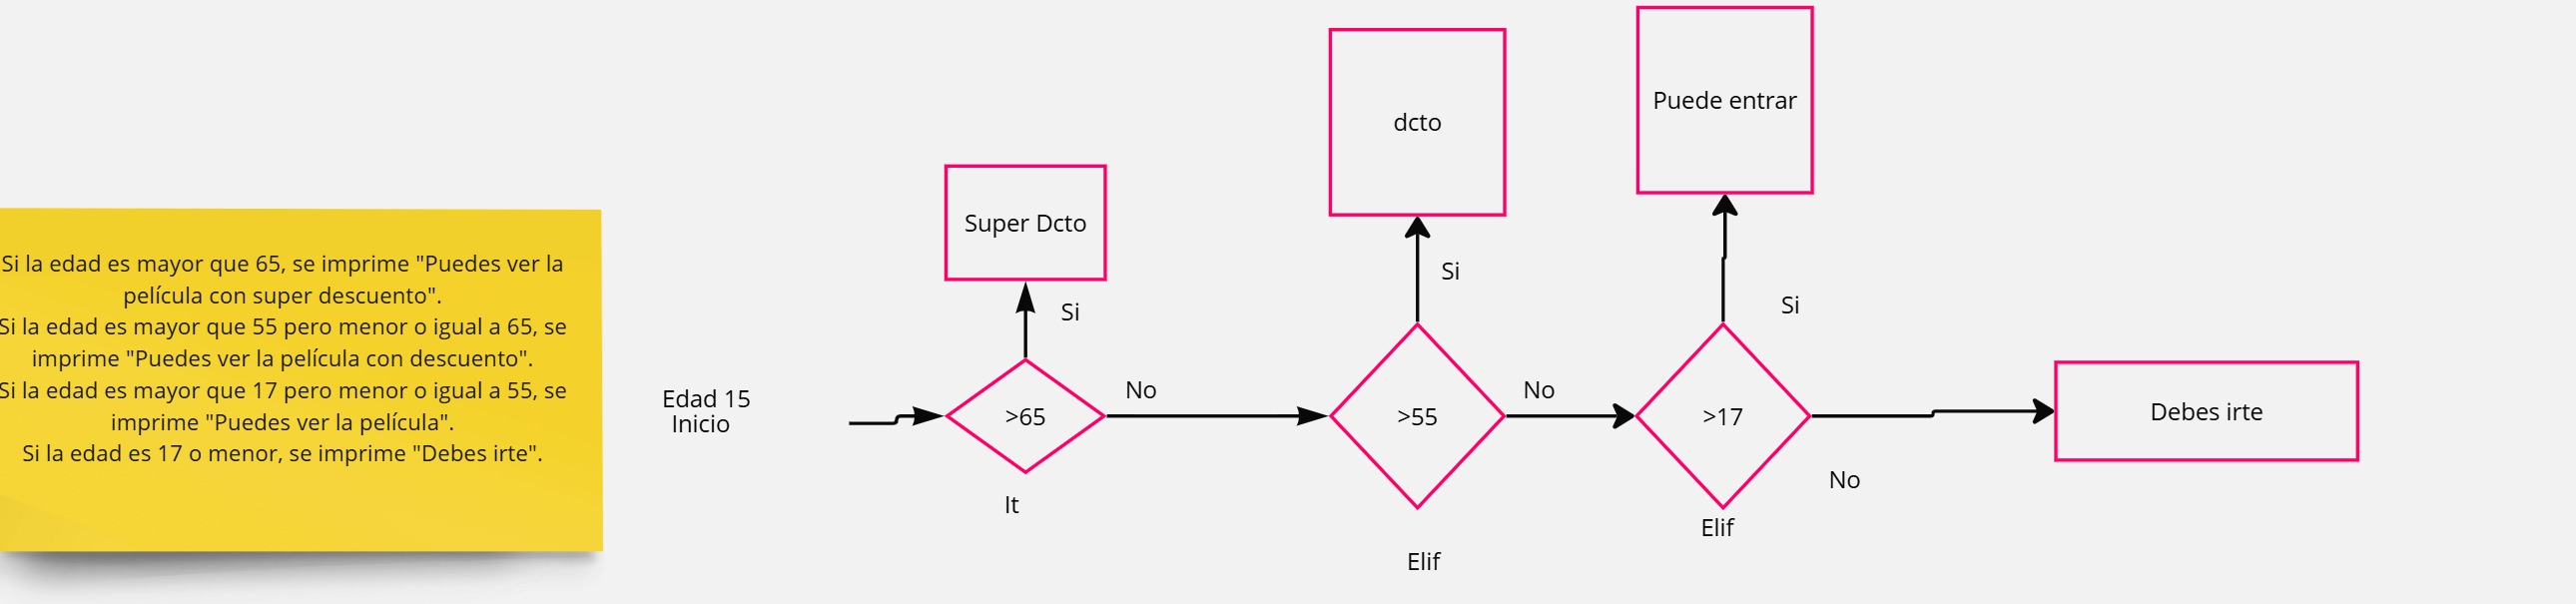 Si la edad es mayor que 65, se imprime "Puedes ver la
película con super descuento".
Si la edad es mayor que 55 pero menor o igual a 65, se
imprime "Puedes ver la película con descuento".
Si la edad es mayor que 17 pero menor o igual a 55, se
imprime "Puedes ver la película".
Si la edad es 17 o menor, se imprime "Debes irte".
Edad 15
Inicio
Super Dcto
Si
>65
No
It
dcto
Si
>55
No
Elif
Puede entrar
Si
>17
No
Elif
Debes irte